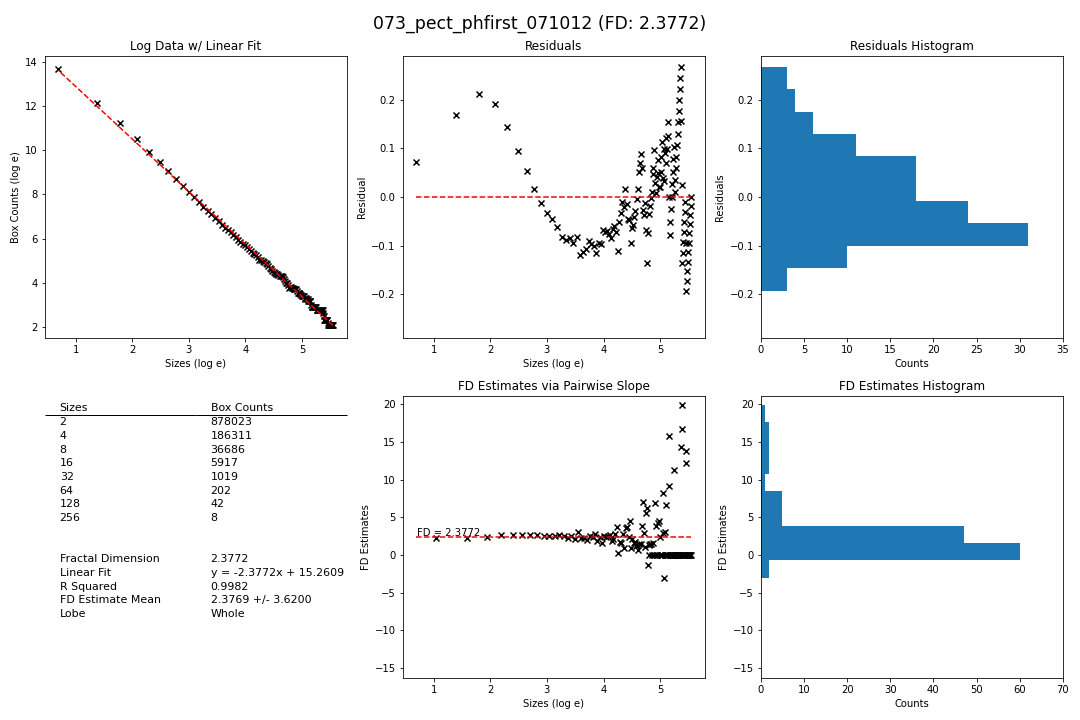 073_pect_phfirst_071012 (FD: 2.3772)
Log Data w/ Linear Fit
Box Counts (log e)
14
12
10
8
6
4
2
1 2 3 4 5
Sizes (log e)
Residuals
Residual
0.2
0.1
0.0
−0.1
−0.2
1 2 3 4 5
Sizes (log e)
Residuals Histogram
Residuals
0.2
0.1
0.0
−0.1
−0.2
0 5 10 15 20 25 30 35
Counts
Sizes Box Counts
2 878023
4 186311
8 36686
16 5917
32 1019
64 202
128 42
256 8
Fractal Dimension 2.3772
Linear Fit y = -2.3772x + 15.2609
R Squared 0.9982
FD Estimate Mean 2.3769 +/- 3.6200
Lobe Whole
FD Estimates via Pairwise Slope
FD Estimates
20
15
10
5
0
−5
−10
−15
FD = 2.3772
1 2 3 4 5
Sizes (log e)
FD Estimates Histogram
FD Estimates
20
15
10
5
0
−5
−10
−15
0 10 20 30 40 50 60 70
Counts